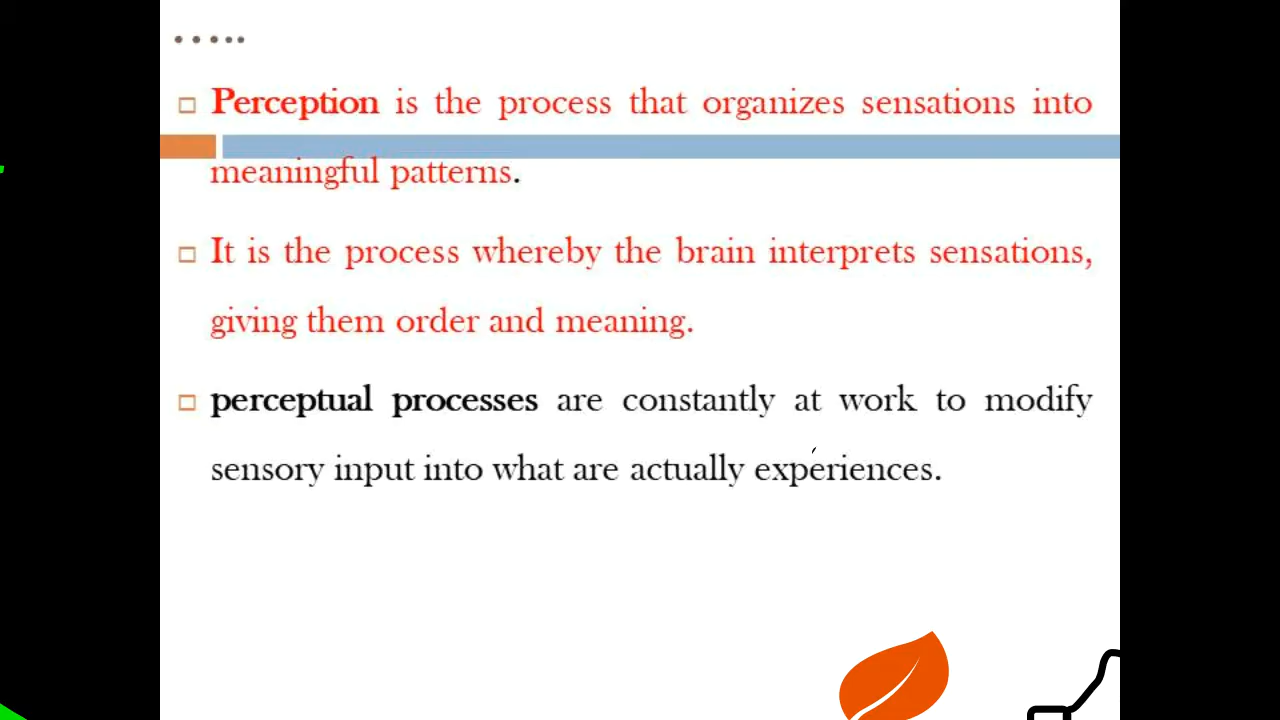 .....
Perception is the process that organizes sensations into
meaningful patterns.
It is the process whereby the brain interprets sensations,
giving them order and meaning.
perceptual processes are constantly at work to modify
sensory input into what are actually experiences.